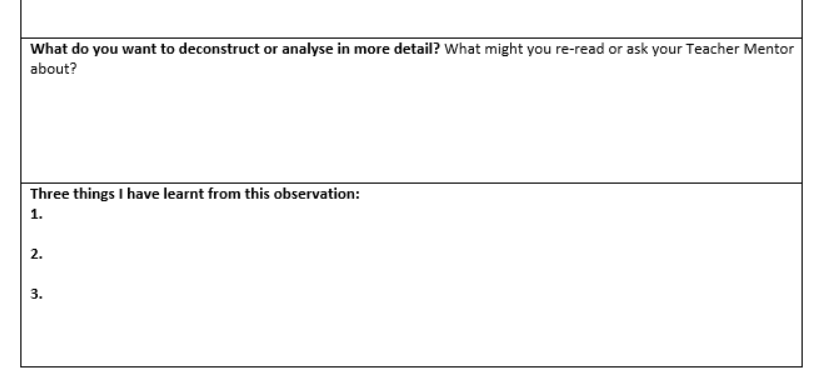 What do you want to deconstruct or analyse in more detail? What might you re-read or ask your Teacher Mentor
about?
Three things I have learnt from this observation:
1.
2.
3.